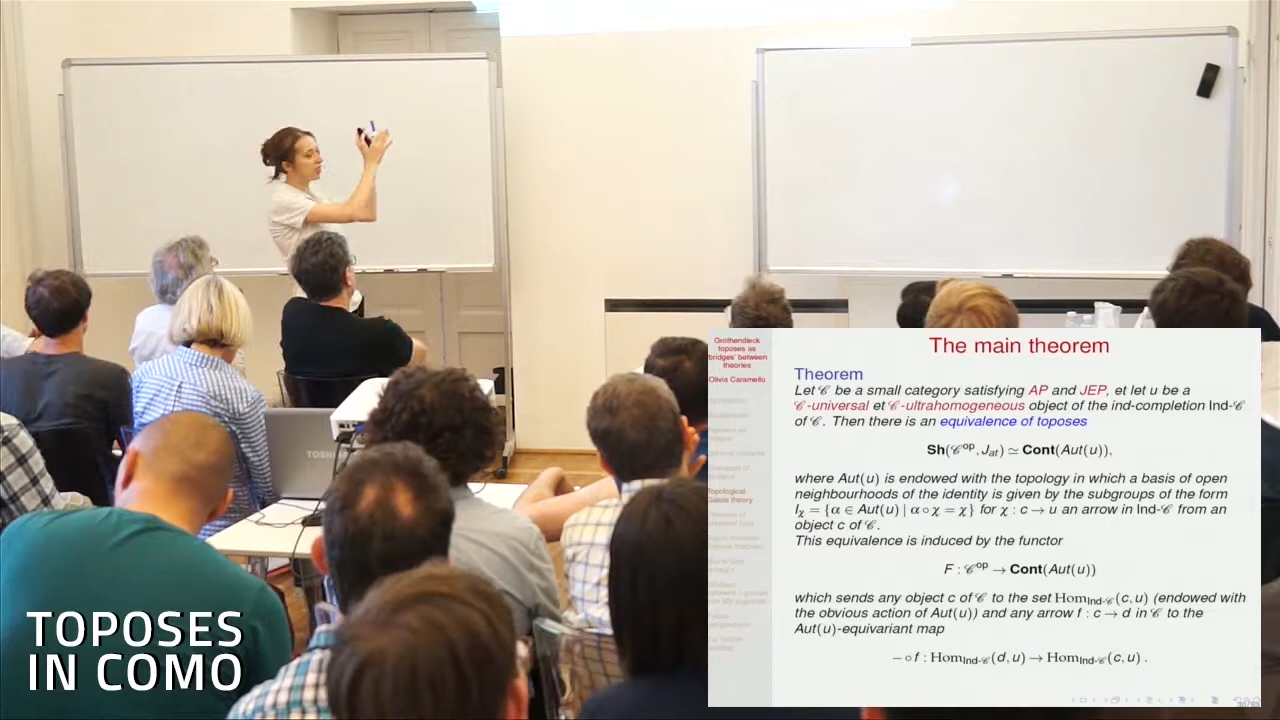 Grothendieck
toposes as
'bridges' between
theories
Olivia Caramello
Topological
Galois theory
The main theorem
Theorem
Let 𝒞 be a small category satisfying AP and JEP, et let u be a
𝒞-universal et 𝒞-ultrahomogeneous object of the ind-completion Ind-𝒞
of 𝒞. Then there is an equivalence of toposes
Sh(𝒞^op, J_at) ≃ Cont(Aut(u)),
where Aut(u) is endowed with the topology in which a basis of open
neighbourhoods of the identity is given by the subgroups of the form
I_χ = {α ∈ Aut(u) | α ∘ χ = χ} for χ : c → u an arrow in Ind-𝒞 from an
object c of 𝒞.
This equivalence is induced by the functor
F : 𝒞^op → Cont(Aut(u))
which sends any object c of 𝒞 to the set Hom_Ind-𝒞(c, u) (endowed with
the obvious action of Aut(u)) and any arrow f : c → d in 𝒞 to the
Aut(u)-equivariant map
− ∘ f : Hom_Ind-𝒞(d, u) → Hom_Ind-𝒞(c, u) .
TOSHIBA
TOPOSES
IN COMO